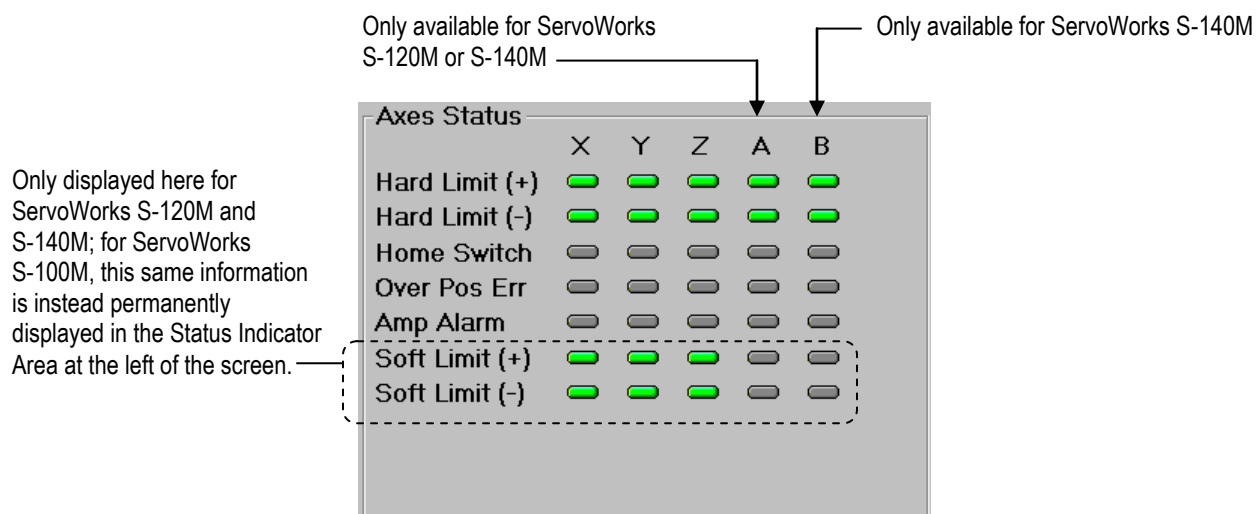 Only available for ServoWorks
S-120M or S-140M
Only available for ServoWorks S-140M
Only displayed here for
ServoWorks S-120M and
S-140M; for ServoWorks
S-100M, this same information
is instead permanently
displayed in the Status Indicator
Area at the left of the screen.
Axes Status
X Y Z A B
Hard Limit (+)
Hard Limit (-)
Home Switch
Over Pos Err
Amp Alarm
Soft Limit (+)
Soft Limit (-)